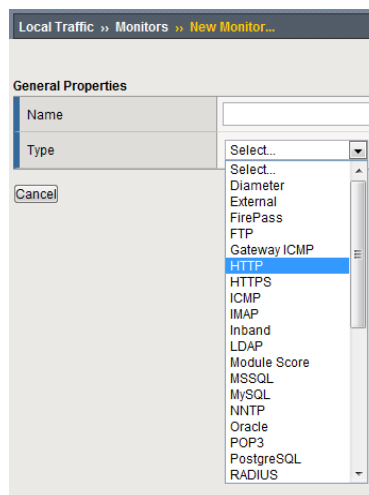 Local Traffic » Monitors » New Monitor...
General Properties
Name
Type
Select...
Cancel
Select...
Diameter
External
FirePass
FTP
Gateway ICMP
HTTP
HTTPS
ICMP
IMAP
Inband
LDAP
Module Score
MSSQL
MySQL
NNTP
Oracle
POP3
PostgreSQL
RADIUS